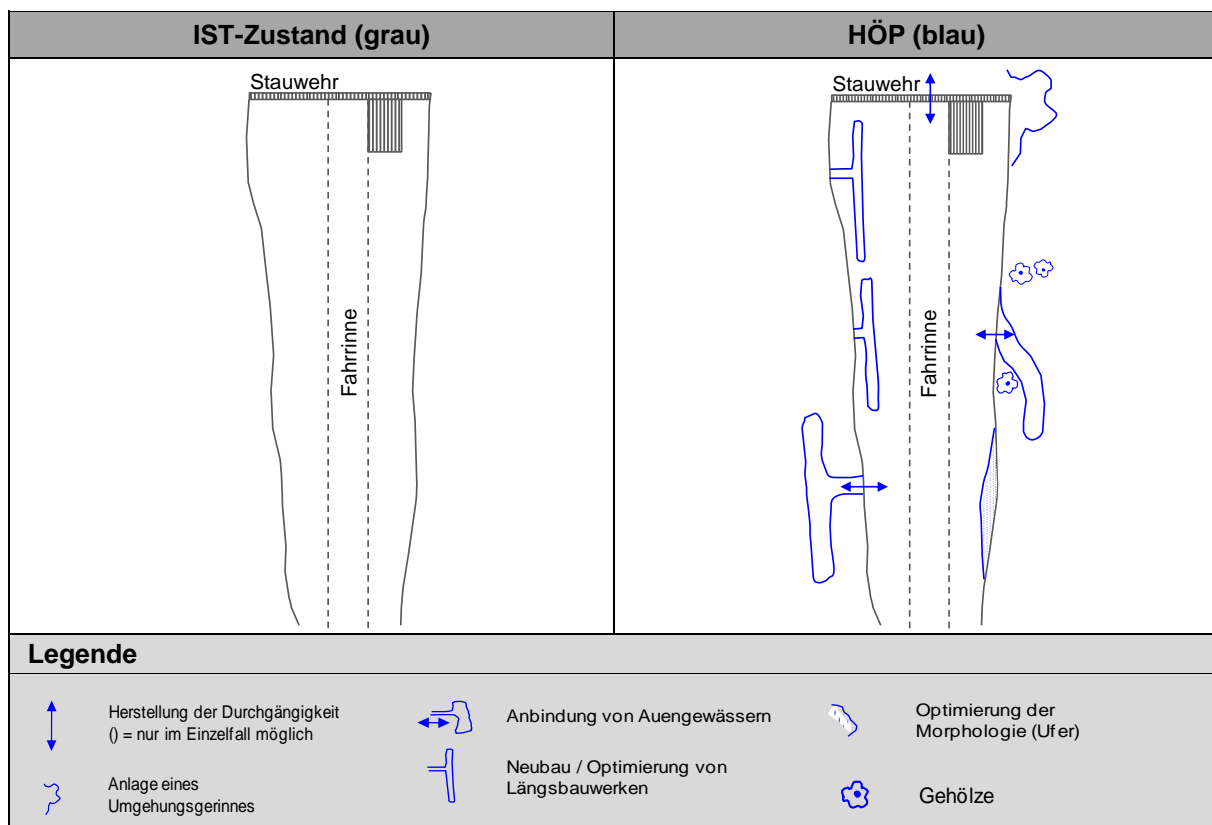 IST-Zustand (grau)
HÖP (blau)
Stauwehr
Fahrrinne
Stauwehr
Fahrrinne
Legende
Herstellung der Durchgängigkeit
() = nur im Einzelfall möglich
Anlage eines
Umgehungsgerinnes
Anbindung von Auengewässern
Neubau / Optimierung von
Längsbauwerken
Optimierung der
Morphologie (Ufer)
Gehölze